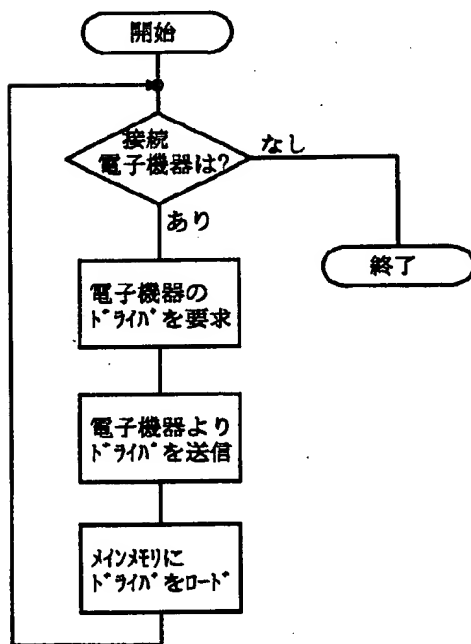 開始
接続
電子機器は?
なし
あり
終了
電子機器の
ﾄﾞﾗｲﾊﾞを要求
電子機器より
ﾄﾞﾗｲﾊﾞを送信
ﾒｲﾝﾒﾓﾘに
ﾄﾞﾗｲﾊﾞをﾛｰﾄﾞ